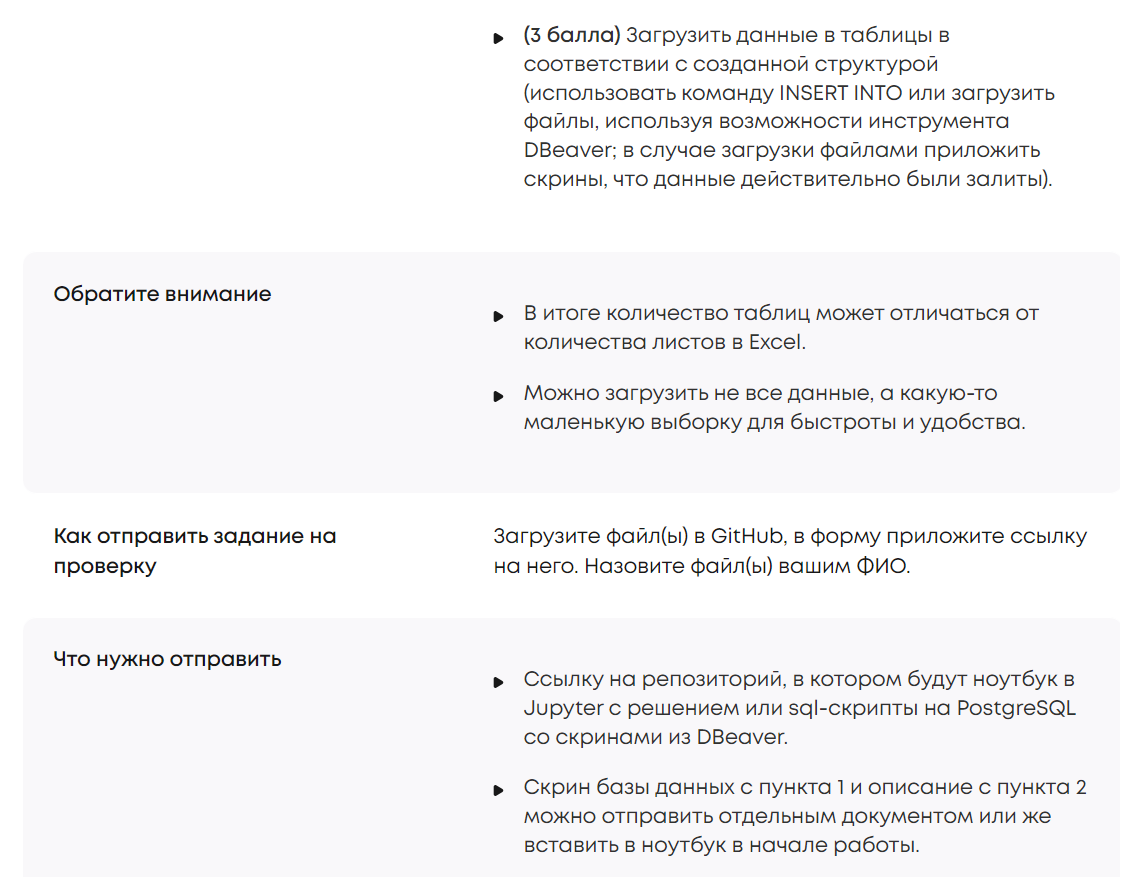 (3 балла) Загрузить данные в таблицы в
соответствии с созданной структурой
(использовать команду INSERT INTO или загрузить
файлы, используя возможности инструмента
DBeaver; в случае загрузки файлами приложить
скрины, что данные действительно были залиты).
Обратите внимание
В итоге количество таблиц может отличаться от
количества листов в Excel.
Можно загрузить не все данные, а какую-то
маленькую выборку для быстроты и удобства.
Как отправить задание на
проверку
Загрузите файл(ы) в GitHub, в форму приложите ссылку
на него. Назовите файл(ы) вашим ФИО.
Что нужно отправить
Ссылку на репозиторий, в котором будут ноутбук в
Jupyter с решением или sql-скрипты на PostgreSQL
со скринами из DBeaver.
Скрин базы данных с пункта 1 и описание с пункта 2
можно отправить отдельным документом или же
вставить в ноутбук в начале работы.